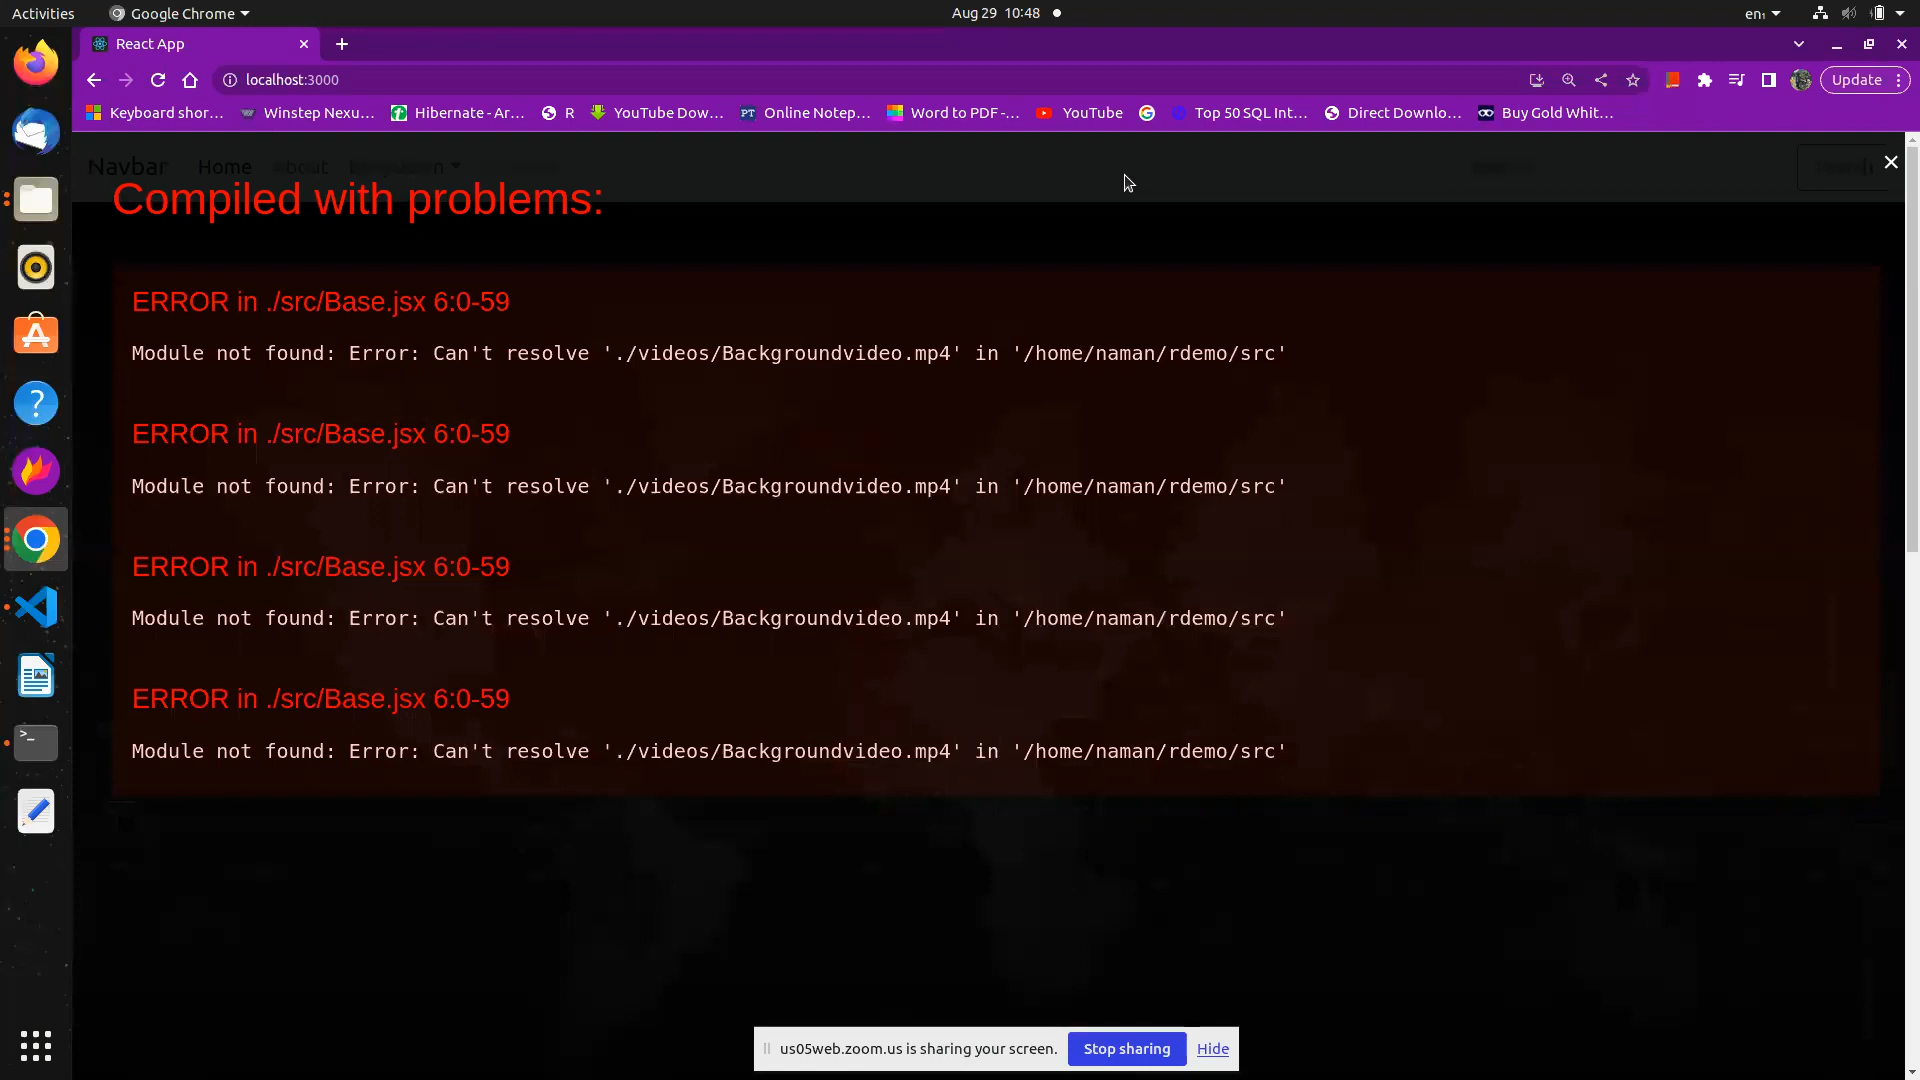 Activities
Google Chrome
Aug 29 10:48
en₁
React App
localhost:3000
Update
Keyboard shor...
Winstep Nexu...
Hibernate - Ar...
R
YouTube Dow...
Online Notep...
Word to PDF -...
YouTube
Top 50 SQL Int...
Direct Downlo...
Buy Gold Whit...
Navbar
Home
About
Compiled with problems:
ERROR in ./src/Base.jsx 6:0-59
Module not found: Error: Can't resolve './videos/Backgroundvideo.mp4' in '/home/naman/rdemo/src'
ERROR in ./src/Base.jsx 6:0-59
Module not found: Error: Can't resolve './videos/Backgroundvideo.mp4' in '/home/naman/rdemo/src'
ERROR in ./src/Base.jsx 6:0-59
Module not found: Error: Can't resolve './videos/Backgroundvideo.mp4' in '/home/naman/rdemo/src'
ERROR in ./src/Base.jsx 6:0-59
Module not found: Error: Can't resolve './videos/Backgroundvideo.mp4' in '/home/naman/rdemo/src'
us05web.zoom.us is sharing your screen.
Stop sharing
Hide